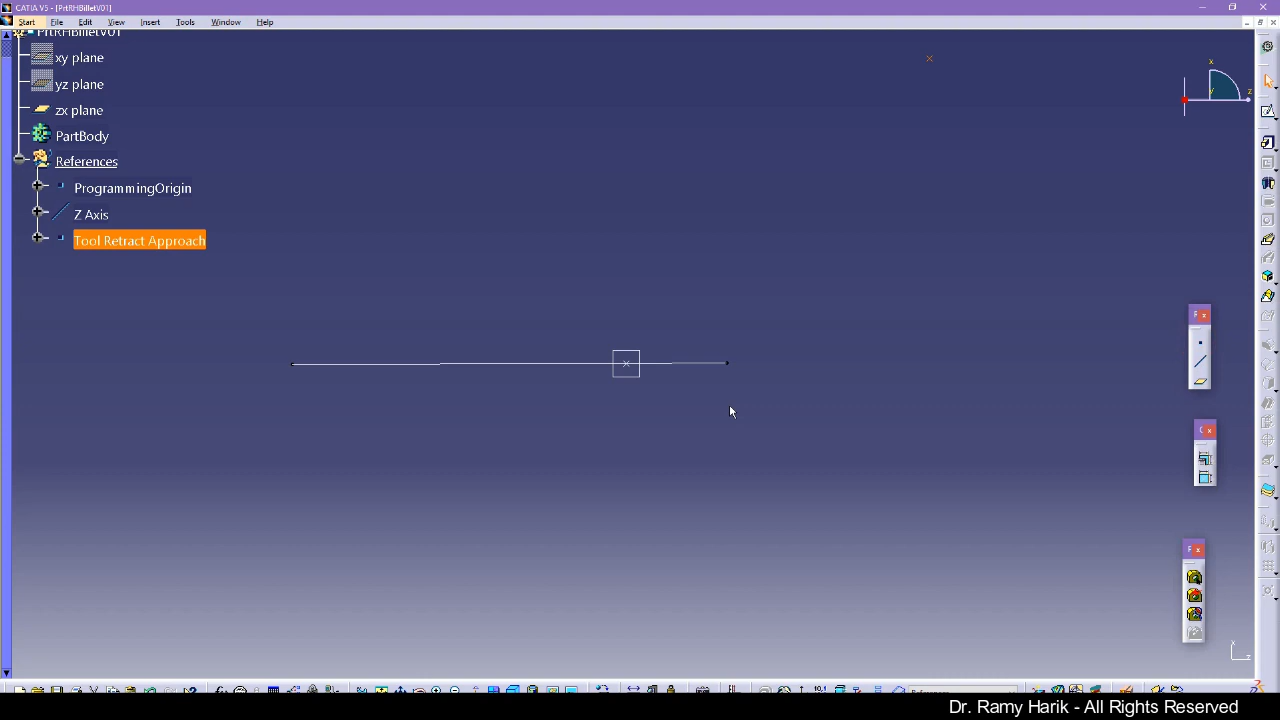 CATIA V5 - [PrtRHBilletV01]
Start File Edit View Insert Tools Window Help
PrtRHBilletV01
xy plane
yz plane
zx plane
PartBody
References
ProgrammingOrigin
Z Axis
Tool Retract Approach
x
y
z
x
z
Dr. Ramy Harik - All Rights Reserved